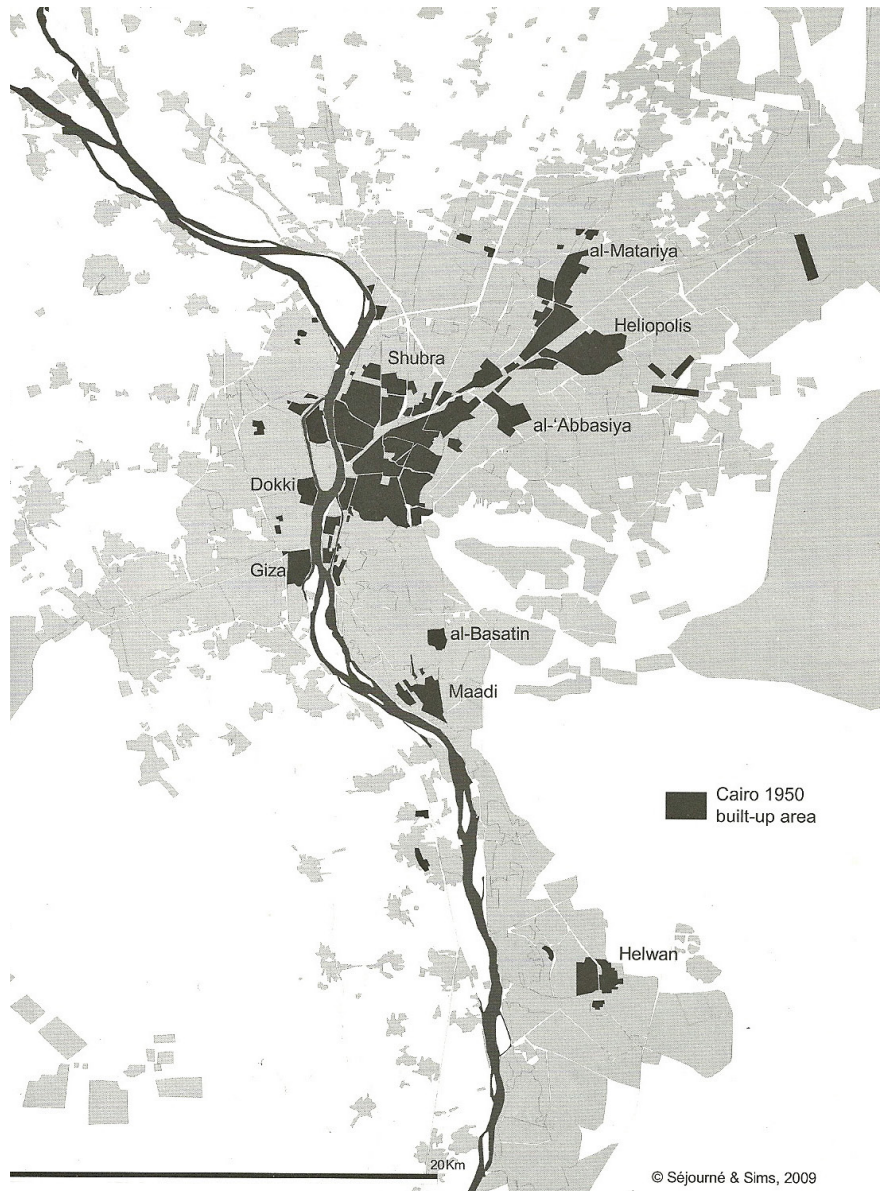 al-Matariya
Heliopolis
Shubra
al-‘Abbasiya
Dokki
Giza
al-Basatin
Maadi
Cairo 1950
built-up area
Helwan
20Km
© Séjourné & Sims, 2009